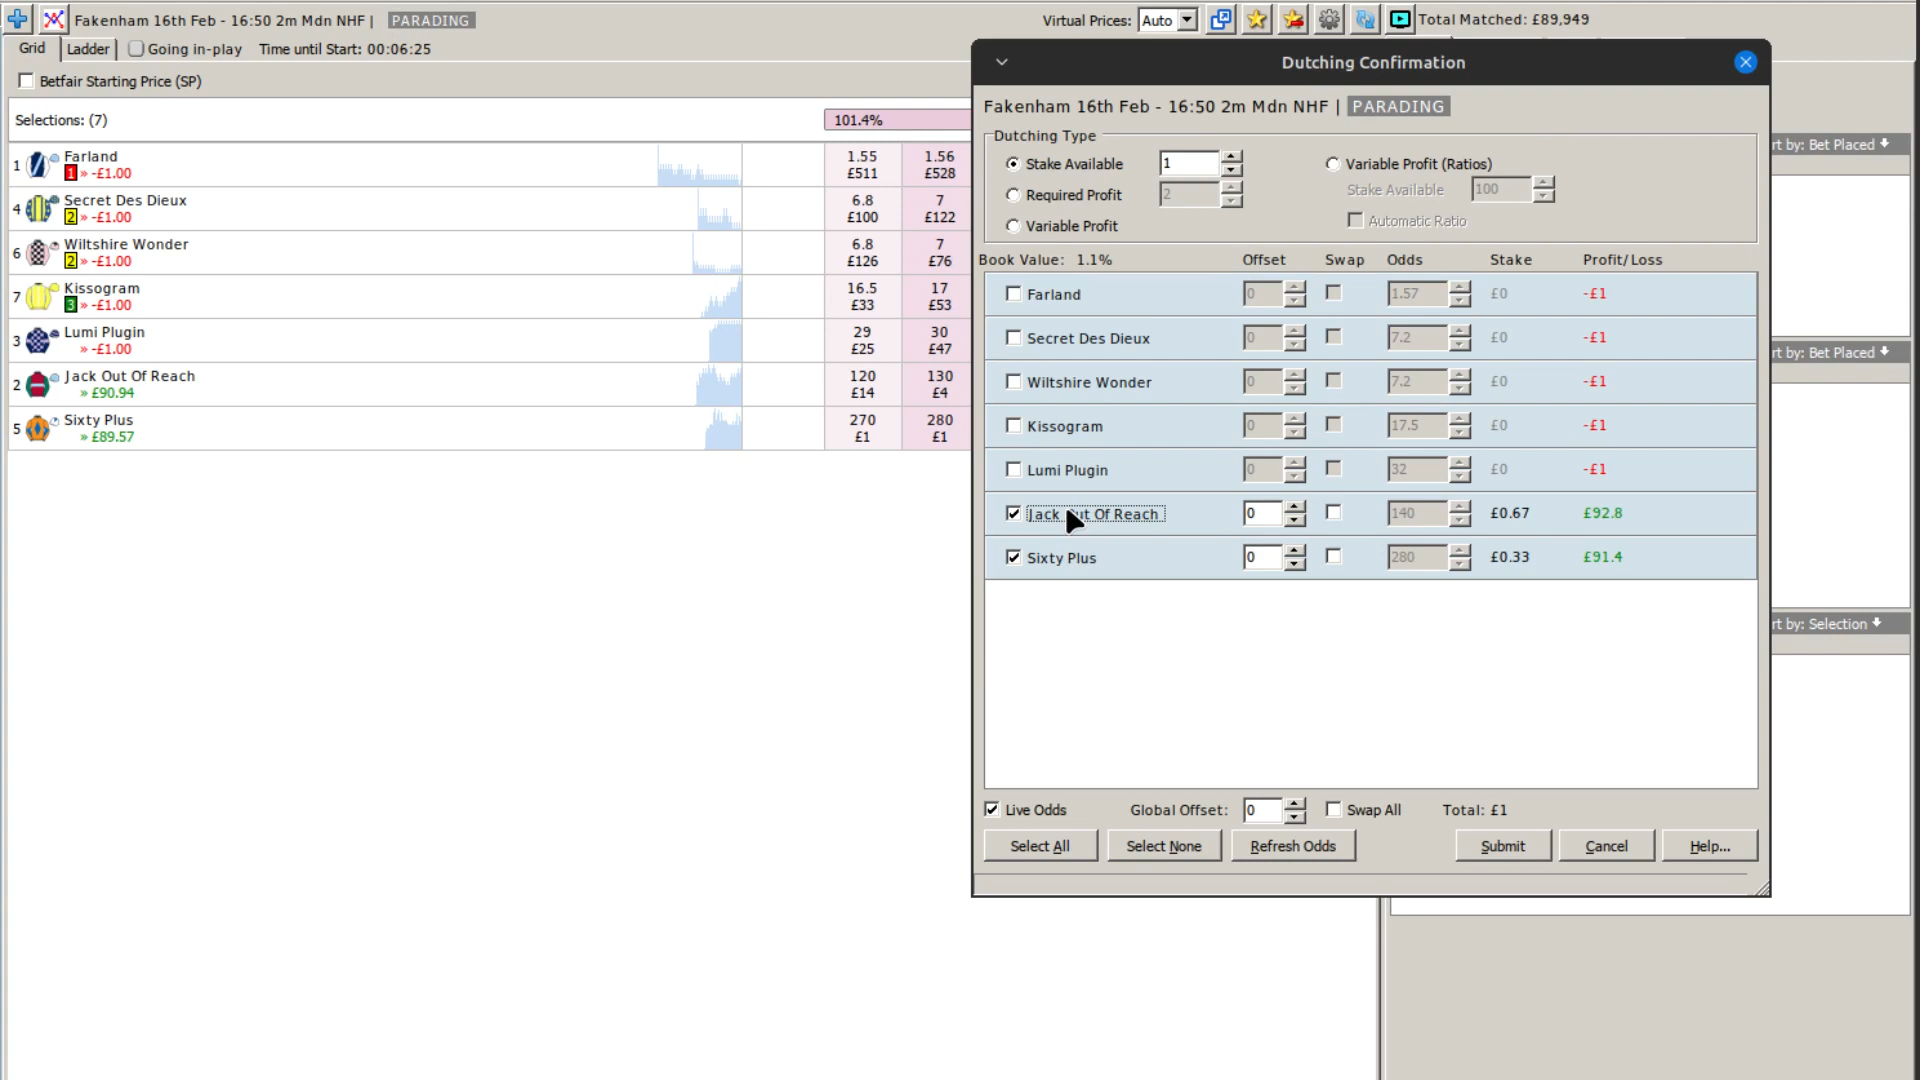 Fakenham 16th Feb - 16:50 2m Mdn NHF | PARADING
Virtual Prices: Auto
Total Matched: £89,949
Grid Ladder Going in-play Time until Start: 00:06:25
Betfair Starting Price (SP)
Selections: (7) 101.4%
1 Farland 1.55 1.56
1 » -£1.00 £511 £528
4 Secret Des Dieux 6.8 7
2 » -£1.00 £100 £122
6 Wiltshire Wonder 6.8 7
2 » -£1.00 £126 £76
7 Kissogram 16.5 17
3 » -£1.00 £33 £53
3 Lumi Plugin 29 30
» -£1.00 £25 £47
2 Jack Out Of Reach 120 130
» £90.94 £14 £4
5 Sixty Plus 270 280
» £89.57 £1 £1
Dutching Confirmation
Fakenham 16th Feb - 16:50 2m Mdn NHF | PARADING
Dutching Type
Stake Available 1 Variable Profit (Ratios)
Required Profit 2 Stake Available 100
Variable Profit Automatic Ratio
Book Value: 1.1% Offset Swap Odds Stake Profit/Loss
Farland 0 1.57 £0 -£1
Secret Des Dieux 0 7.2 £0 -£1
Wiltshire Wonder 0 7.2 £0 -£1
Kissogram 0 17.5 £0 -£1
Lumi Plugin 0 32 £0 -£1
Jack Out Of Reach 0 140 £0.67 £92.8
Sixty Plus 0 280 £0.33 £91.4
Live Odds Global Offset: 0 Swap All Total: £1
Select All Select None Refresh Odds Submit Cancel Help...
rt by: Bet Placed
rt by: Bet Placed
rt by: Selection